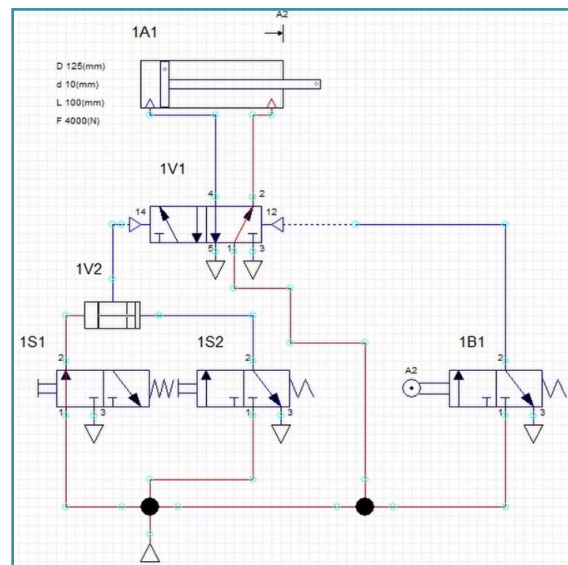 A2
1A1
D 125(mm)
d 10(mm)
L 100(mm)
F 4000(N)
1V1
4 2
14 12
5 1 3
1V2
1S1 1S2 1B1
2 2 A2 2
1 3 1 3 1 3